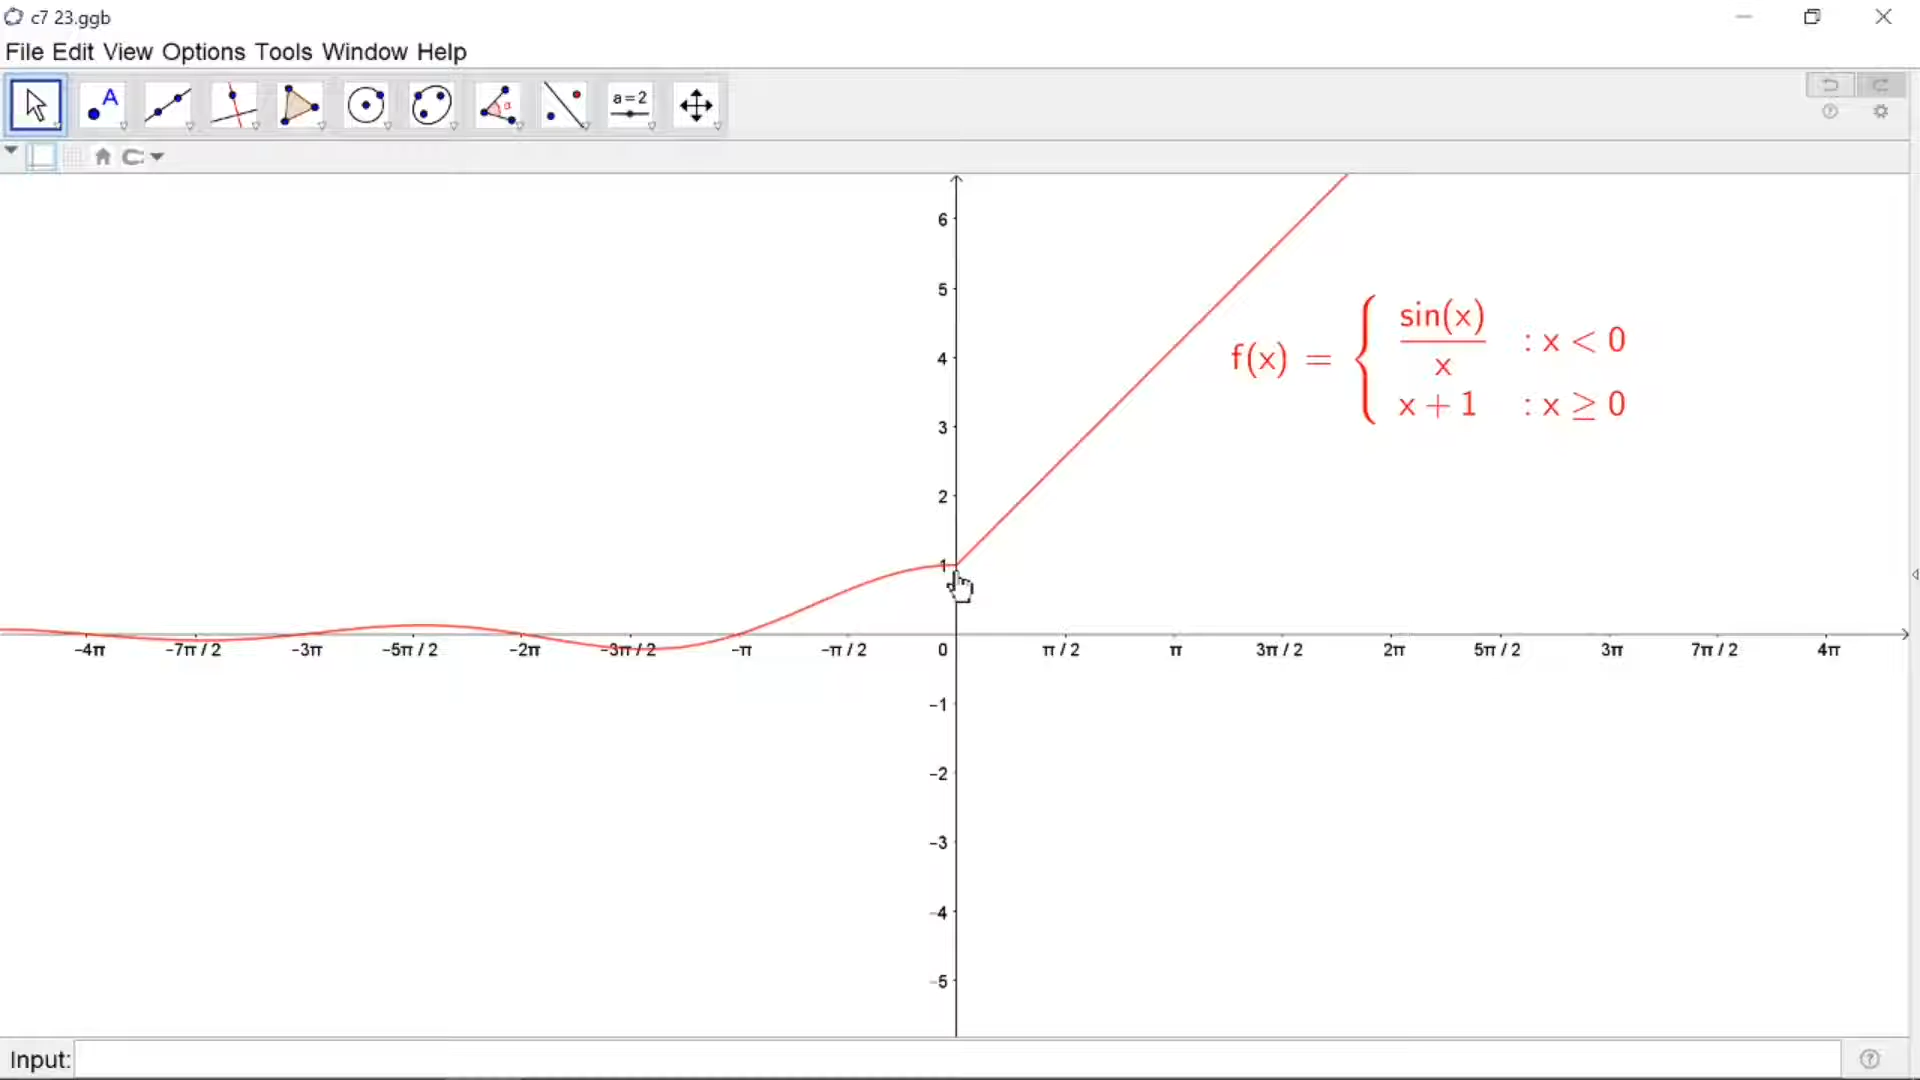 c7 23.ggb
File Edit View Options Tools Window Help
A
α
a=2
6
5
4
3
2
1
-4π -7π / 2 -3π -5π / 2 -2π -3π / 2 -π -π / 2 0 π / 2 π 3π / 2 2π 5π / 2 3π 7π / 2 4π
-1
-2
-3
-4
-5
f(x) = { sin(x)/x : x < 0
x + 1 : x ≥ 0
Input: